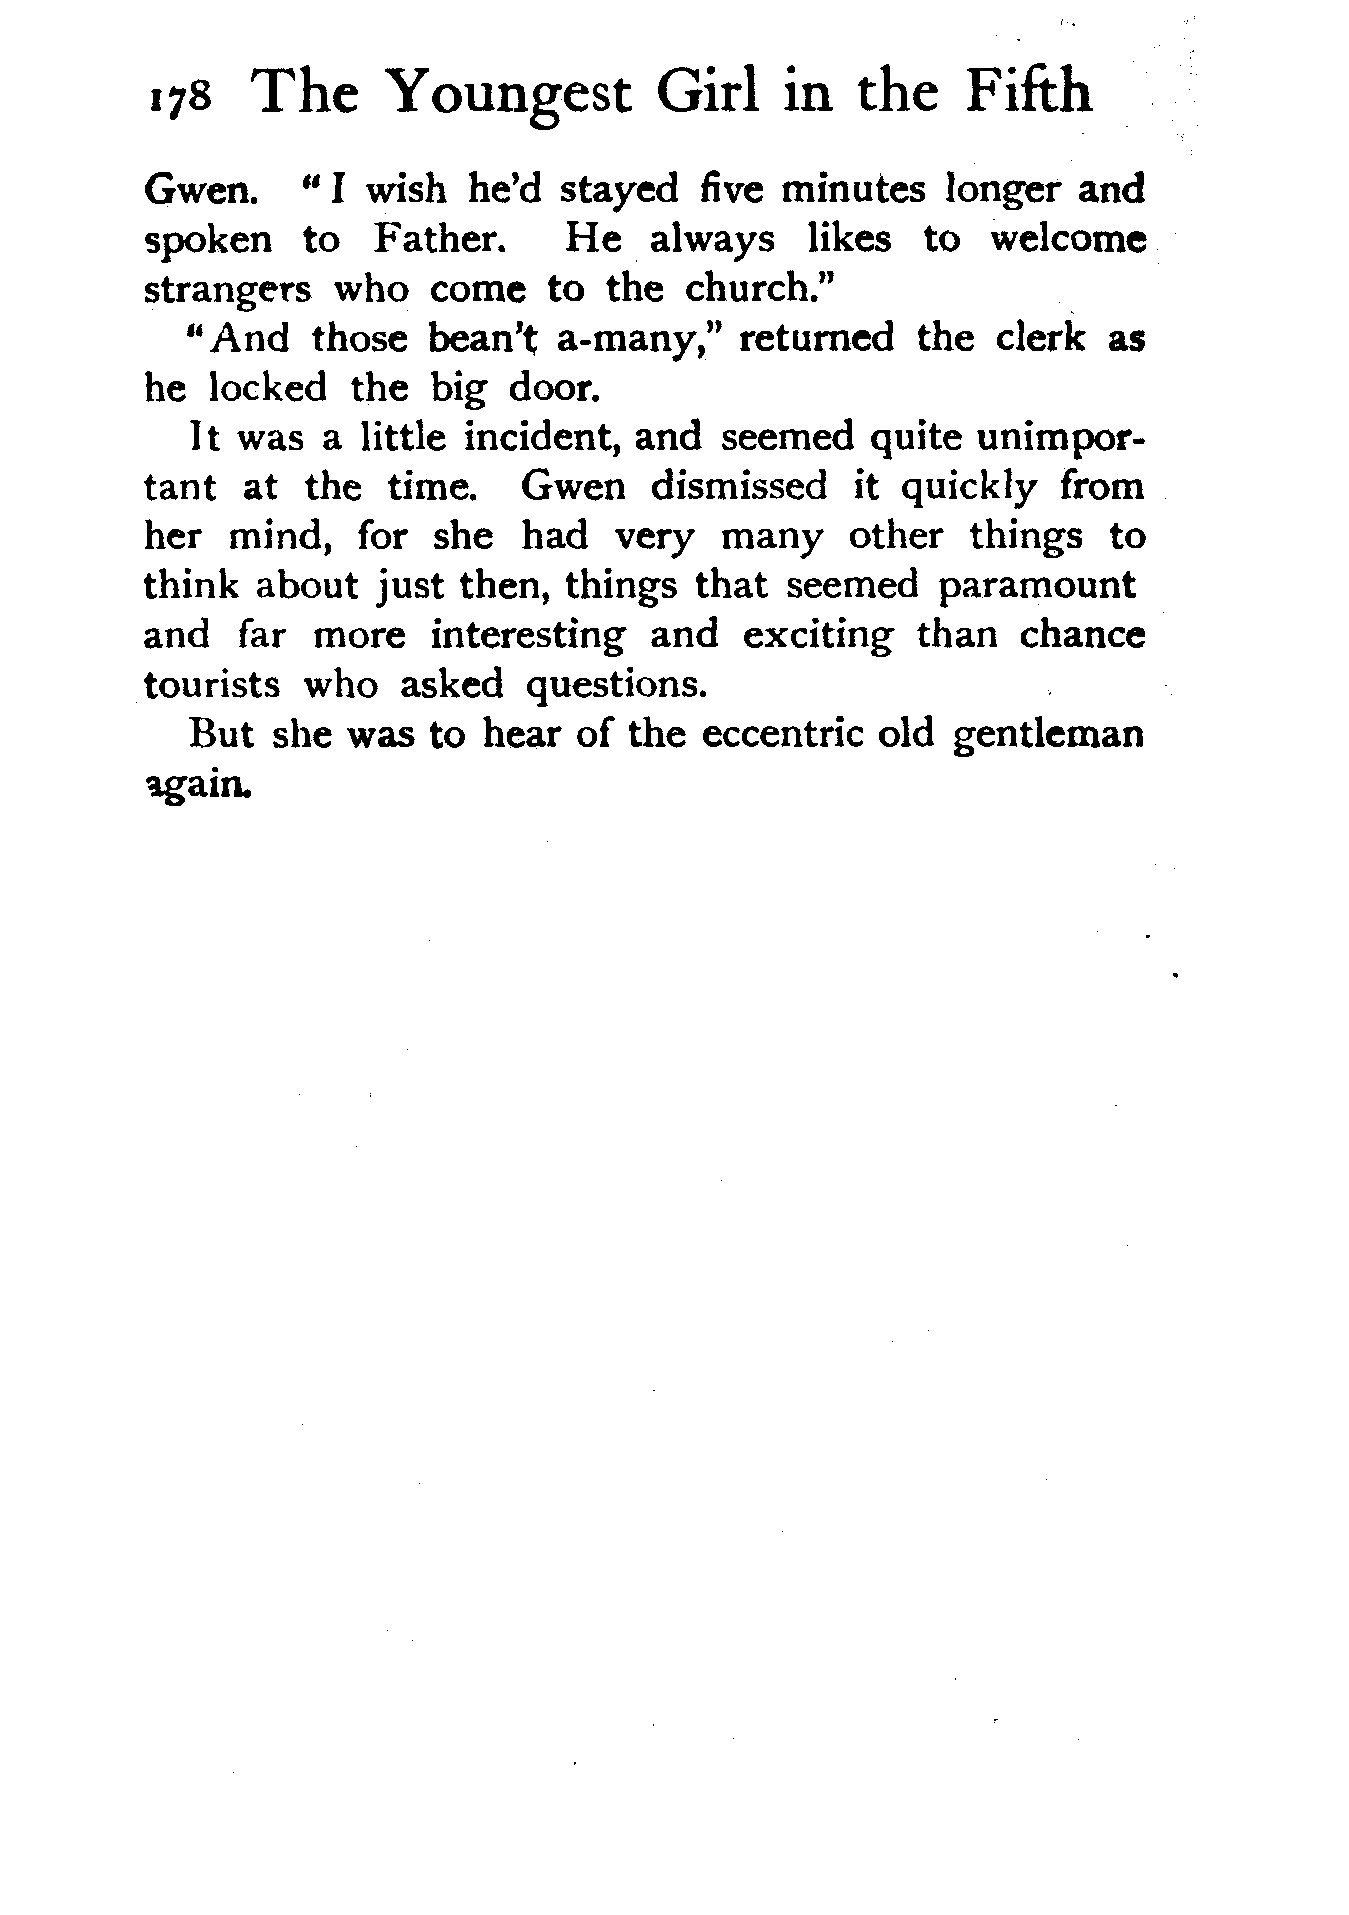 178 The Youngest Girl in the Fifth
Gwen. "I wish he'd stayed five minutes longer and
spoken to Father. He always likes to welcome
strangers who come to the church."
"And those bean't a-many," returned the clerk as
he locked the big door.
It was a little incident, and seemed quite unimpor-
tant at the time. Gwen dismissed it quickly from
her mind, for she had very many other things to
think about just then, things that seemed paramount
and far more interesting and exciting than chance
tourists who asked questions.
But she was to hear of the eccentric old gentleman
again.